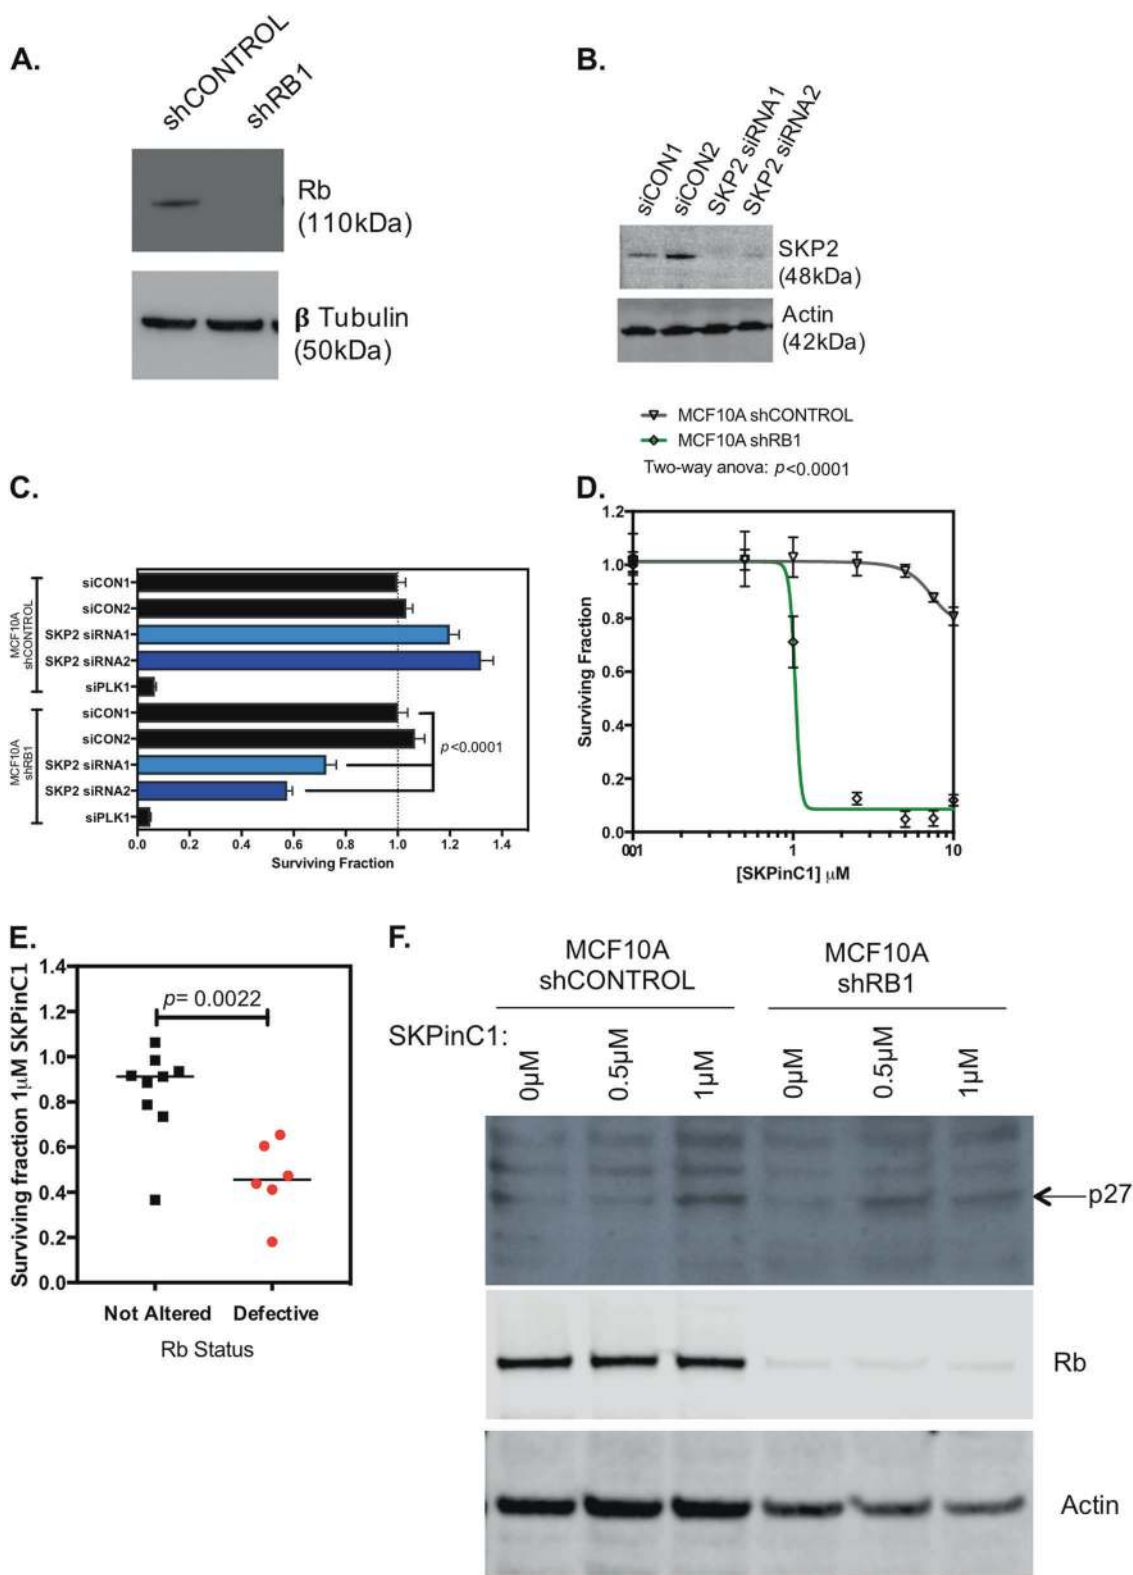 A.
shCONTROL
shRB1
Rb
(110kDa)
β Tubulin
(50kDa)
B.
siCON1
siCON2
SKP2 siRNA1
SKP2 siRNA2
SKP2
(48kDa)
Actin
(42kDa)
C.
MCF10A
shCONTROL
siCON1
siCON2
SKP2 siRNA1
SKP2 siRNA2
siPLK1
MCF10A
shRB1
siCON1
siCON2
SKP2 siRNA1
SKP2 siRNA2
siPLK1
p<0.0001
0.0 0.2 0.4 0.6 0.8 1.0 1.2 1.4
Surviving Fraction
MCF10A shCONTROL
MCF10A shRB1
Two-way anova: p<0.0001
D.
Surviving Fraction
1.2
1.0
0.8
0.6
0.4
0.2
0.0
001 1 10
[SKPinC1] μM
E.
Surviving fraction 1μM SKPinC1
1.4
1.2
1.0
0.8
0.6
0.4
0.2
0.0
p= 0.0022
Not Altered Defective
Rb Status
F.
MCF10A
shCONTROL
MCF10A
shRB1
SKPinC1:
0μM
0.5μM
1μM
0μM
0.5μM
1μM
p27
Rb
Actin